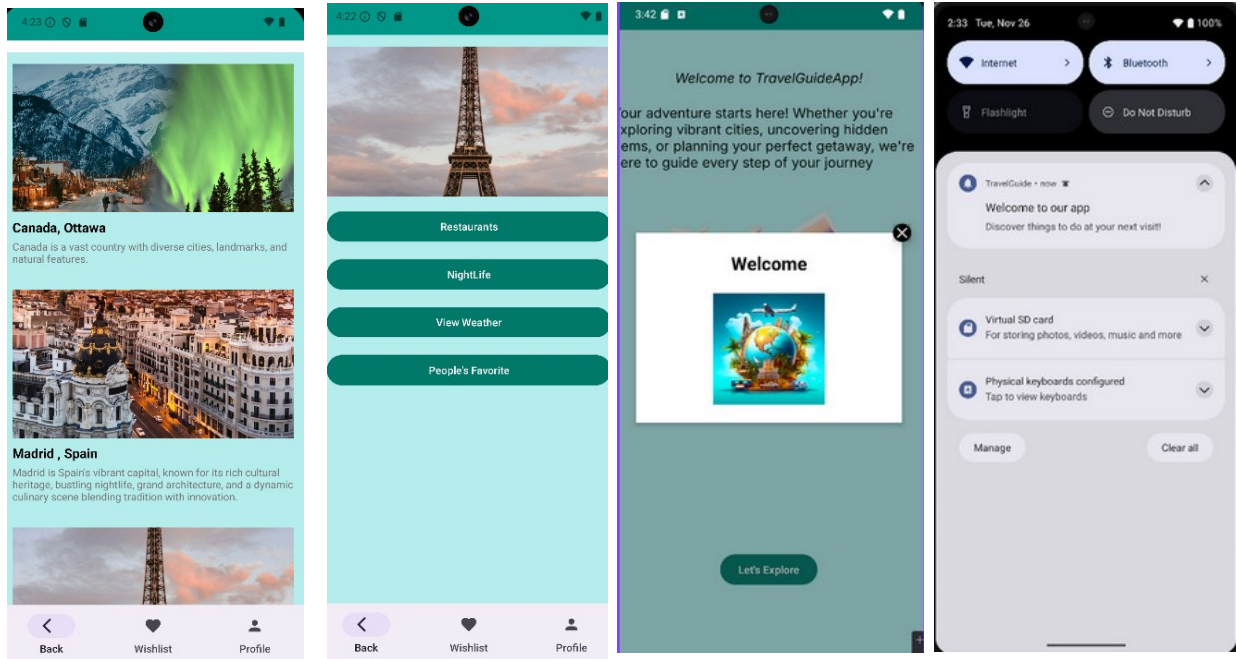 4:23
Canada, Ottawa
Canada is a vast country with diverse cities, landmarks, and
natural features.
Madrid , Spain
Madrid is Spain's vibrant capital, known for its rich cultural
heritage, bustling nightlife, grand architecture, and a dynamic
culinary scene blending tradition with innovation.
Back
Wishlist
Profile
4:22
Restaurants
NightLife
View Weather
People's Favorite
Back
Wishlist
Profile
3:42
Welcome to TravelGuideApp!
our adventure starts here! Whether you're
xploring vibrant cities, uncovering hidden
ems, or planning your perfect getaway, we're
ere to guide every step of your journey
Welcome
Let's Explore
2:33 Tue, Nov 26 100%
Internet
Bluetooth
Flashlight
Do Not Disturb
TravelGuide • now
Welcome to our app
Discover things to do at your next visit!
Silent
Virtual SD card
For storing photos, videos, music and more
Physical keyboards configured
Tap to view keyboards
Manage
Clear all